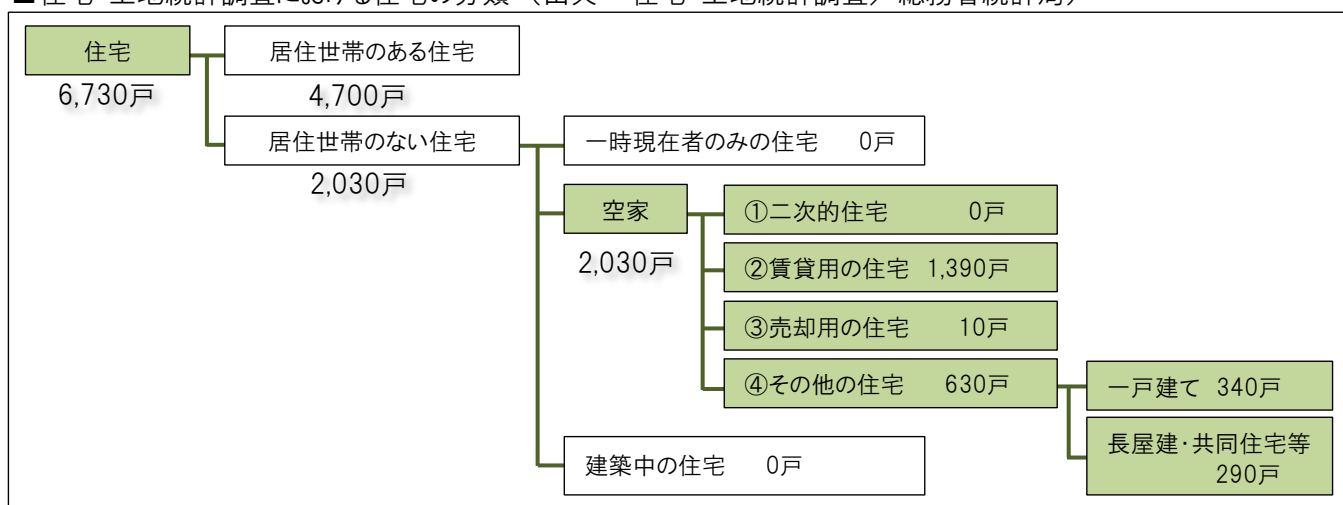 ■住宅・土地統計調査における住宅の分類 （出典：住宅・土地統計調査／総務省統計局）
住宅
6,730戸
居住世帯のある住宅
4,700戸
居住世帯のない住宅
2,030戸
一時現在者のみの住宅 0戸
空家
2,030戸
①二次的住宅 0戸
②賃貸用の住宅 1,390戸
③売却用の住宅 10戸
④その他の住宅 630戸
一戸建て 340戸
長屋建・共同住宅等
290戸
建築中の住宅 0戸